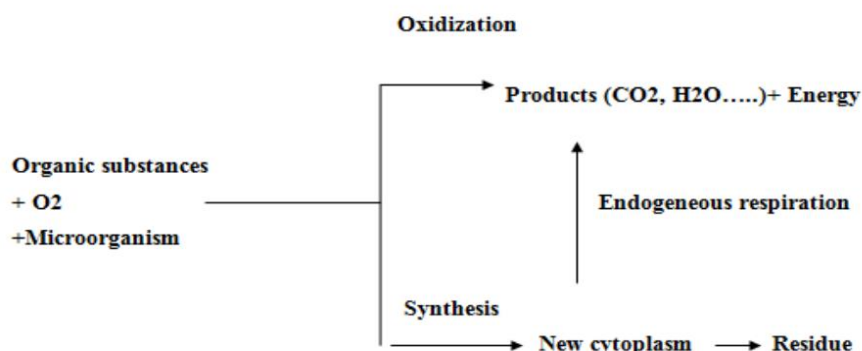 Oxidization
Products (CO2, H2O.....)+ Energy
Organic substances
+ O2
+Microorganism
Endogeneous respiration
Synthesis
New cytoplasm
Residue